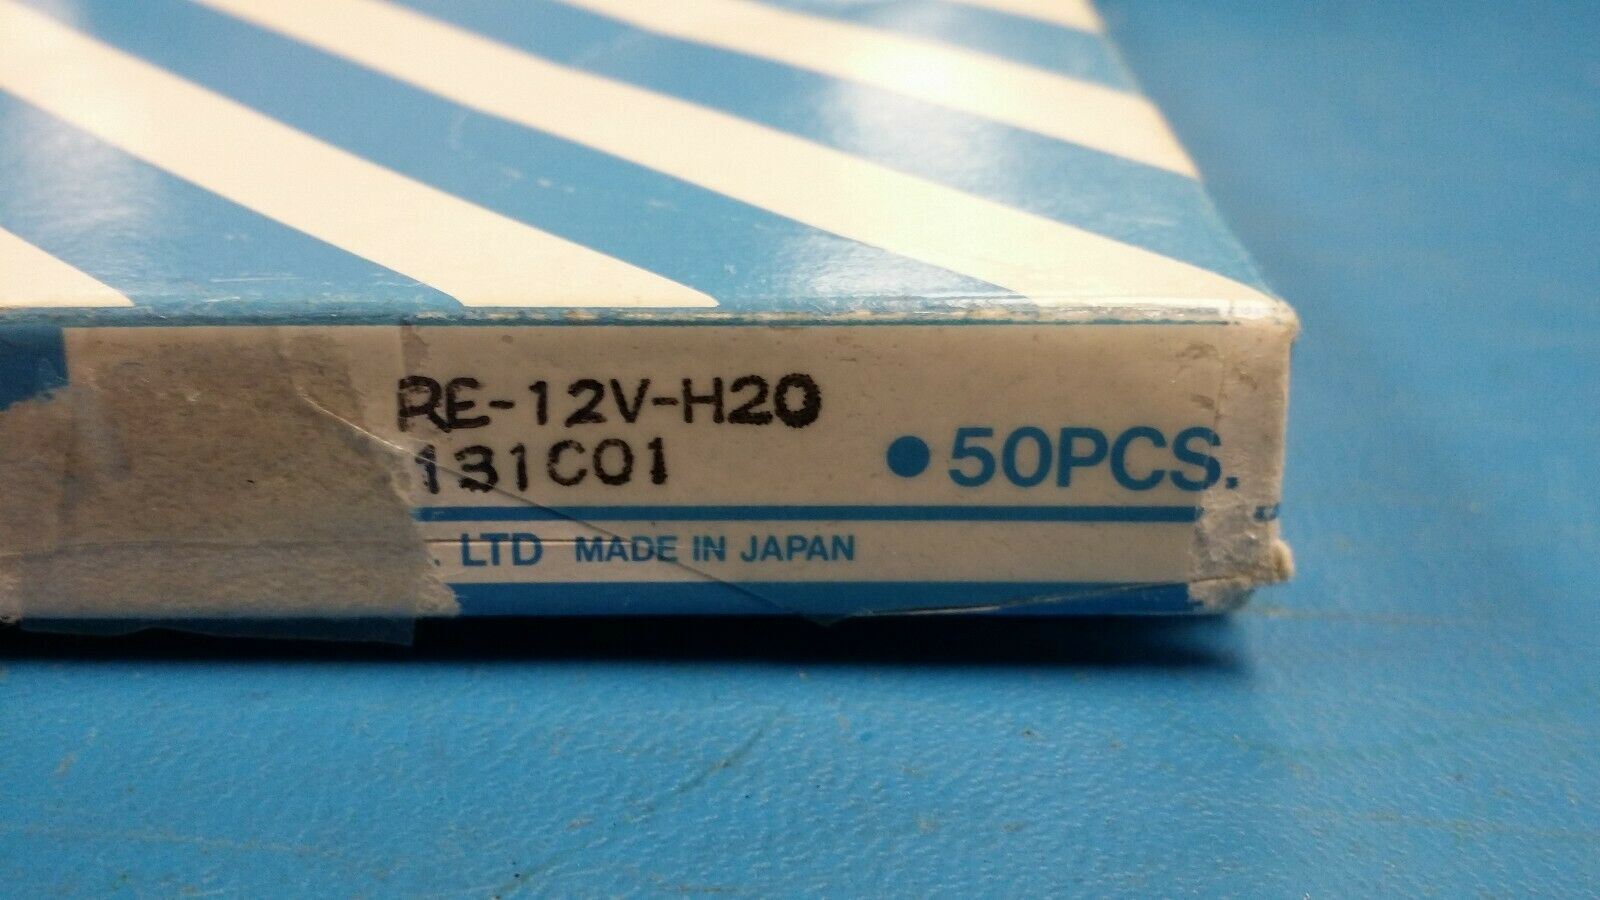 RE-12V-H20
131C01
● 50PCS.
. LTD MADE IN JAPAN